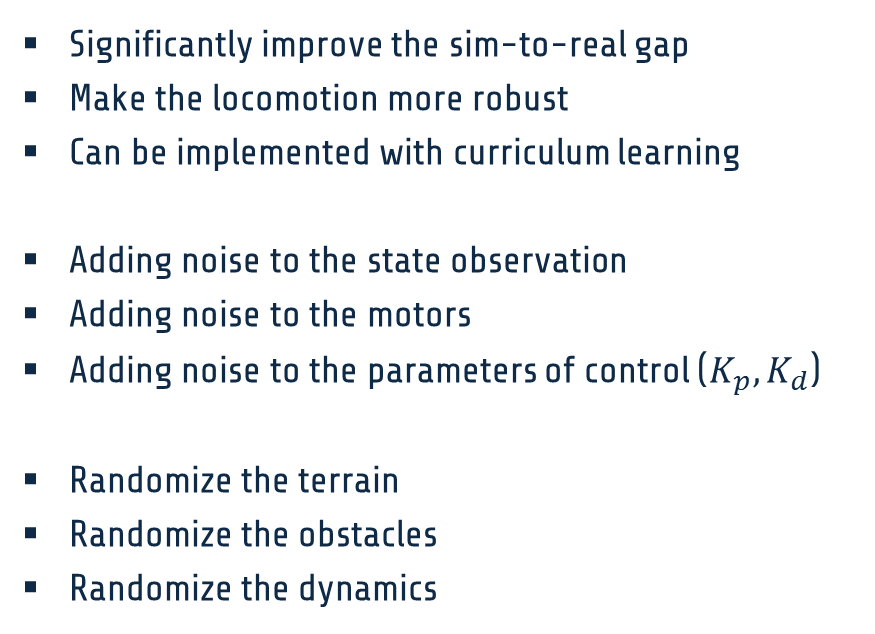 ▪ Significantly improve the sim-to-real gap
▪ Make the locomotion more robust
▪ Can be implemented with curriculum learning
▪ Adding noise to the state observation
▪ Adding noise to the motors
▪ Adding noise to the parameters of control (K_p, K_d)
▪ Randomize the terrain
▪ Randomize the obstacles
▪ Randomize the dynamics